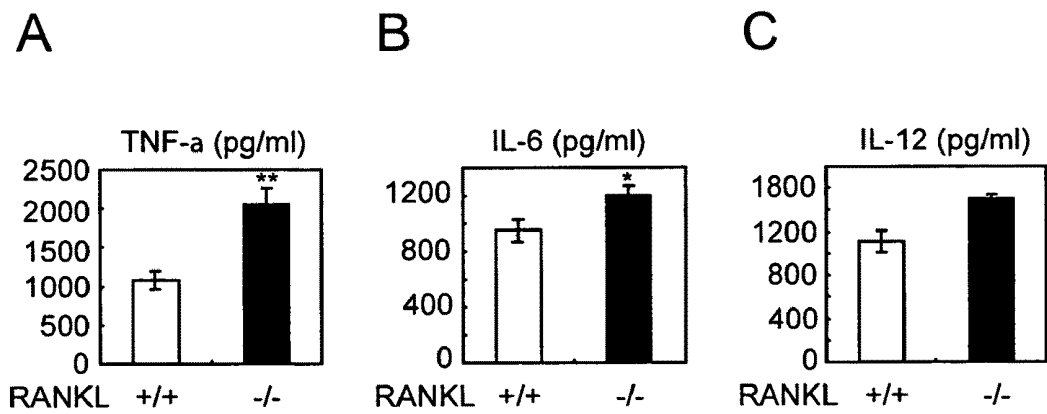 A
B
C
TNF-a (pg/ml)
2500
2000
1500
1000
500
0
**
RANKL +/+ -/-
IL-6 (pg/ml)
1200
800
400
0
*
RANKL +/+ -/-
IL-12 (pg/ml)
1800
1200
800
400
0
RANKL +/+ -/-